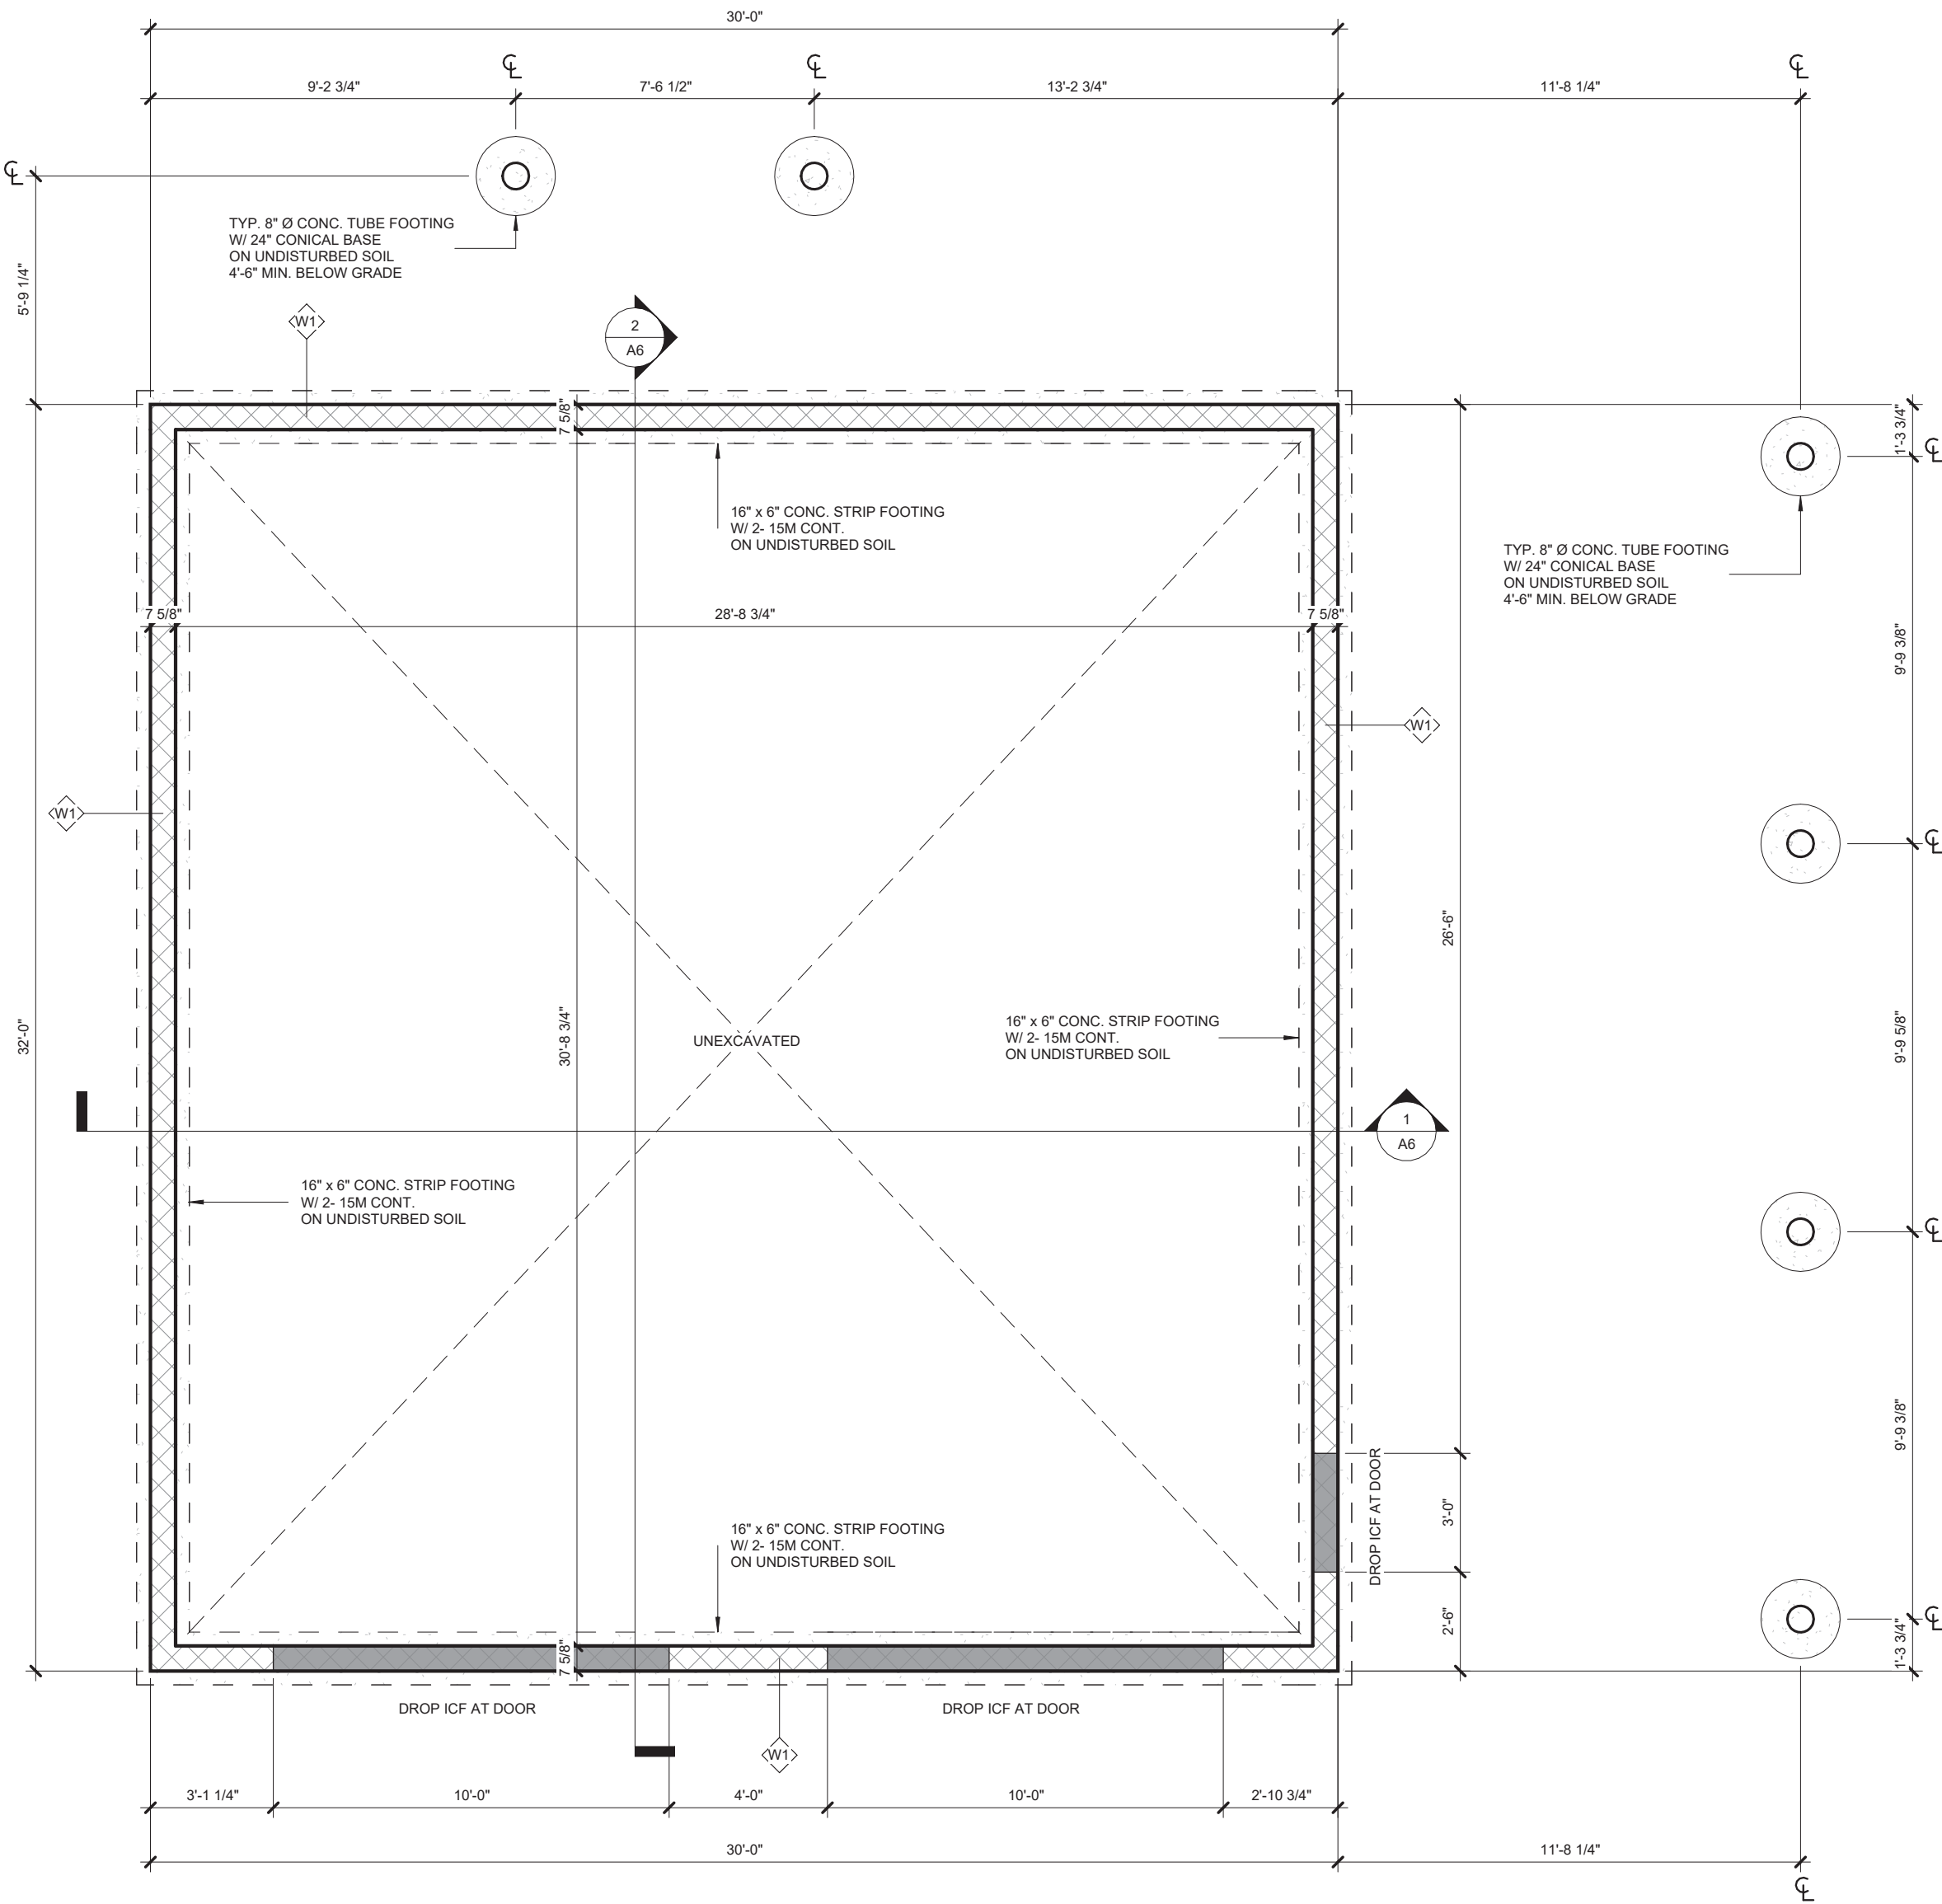 30'-0"
℄ ℄ ℄
9'-2 3/4" 7'-6 1/2" 13'-2 3/4" 11'-8 1/4"
℄
TYP. 8" Ø CONC. TUBE FOOTING
W/ 24" CONICAL BASE
ON UNDISTURBED SOIL
4'-6" MIN. BELOW GRADE
5'-9 1/4"
W1
2
A6
7 5/8"
1'-3 3/4"
℄
16" x 6" CONC. STRIP FOOTING
W/ 2- 15M CONT.
ON UNDISTURBED SOIL
TYP. 8" Ø CONC. TUBE FOOTING
W/ 24" CONICAL BASE
ON UNDISTURBED SOIL
4'-6" MIN. BELOW GRADE
7 5/8" 28'-8 3/4" 7 5/8"
9'-9 3/8"
W1
W1
℄
26'-6"
32'-0"
30'-8 3/4"
UNEXCAVATED
16" x 6" CONC. STRIP FOOTING
W/ 2- 15M CONT.
ON UNDISTURBED SOIL
9'-9 5/8"
1
A6
16" x 6" CONC. STRIP FOOTING
W/ 2- 15M CONT.
ON UNDISTURBED SOIL
℄
9'-9 3/8"
DROP ICF AT DOOR
3'-0"
16" x 6" CONC. STRIP FOOTING
W/ 2- 15M CONT.
ON UNDISTURBED SOIL
2'-6"
℄
1'-3 3/4"
7 5/8"
DROP ICF AT DOOR
DROP ICF AT DOOR
W1
3'-1 1/4" 10'-0" 4'-0" 10'-0" 2'-10 3/4"
30'-0" 11'-8 1/4"
℄